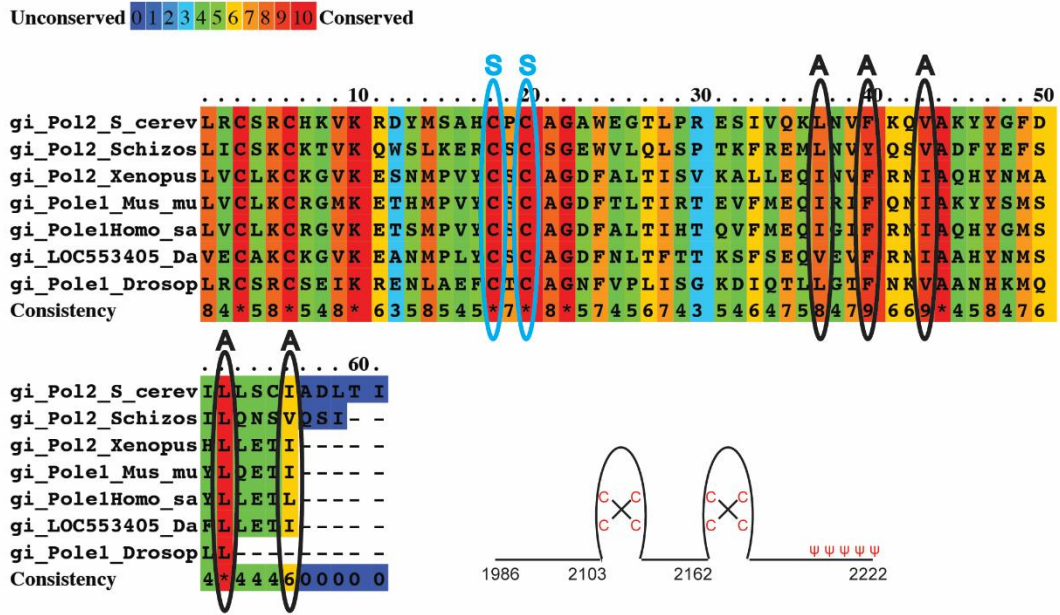 Unconserved 0 1 2 3 4 5 6 7 8 9 10 Conserved
S S A A A
. . . . . . . . . 10 . . . . . . . . . 20 . . . . . . . . . 30 . . . . . . . . . 40 . . . . . . . . . 50
gi_Pol2_S_cerev LRCSRCHKVK RDYMSAHCPC AGAWEGTLPR ESIVQKLNVF KQVAKYYGFD
gi_Pol2_Schizos LICSKCKTVK QWSLKERCSC SGEWVLQLSP TKFREMLNVY QSVADFYEFS
gi_Pol2_Xenopus LVCLKCKGVK ESNMPVYCSC AGDFALTISV KALLEQINVF RNIAQHYNMA
gi_Pole1_Mus_mu LVCLKCRGMK ETHMPVYCSC AGDFTLTIRT EVFMEQIRIF QNIAKYYSMS
gi_Pole1Homo_sa LVCLKCRGVK ETSMPVYCSC AGDFALTIHT QVFMEQIGIF RNIAQHYGMS
gi_LOC553405_Da VECAKCKGVK EANMPLYCSC AGDFNLTFTT KSFSEQVEVF RNIAAHYNMS
gi_Pole1_Drosop LRCSRCSEIK RENLAEFCTC AGNFVPLISG KDIQTLLGTF NKVAANHKMQ
Consistency 84*58*548* 6358545*7* 8*57456743 5464758479 669*458476
A A
. . . . . . . . . 60 .
gi_Pol2_S_cerev ILLSCIADLT I
gi_Pol2_Schizos ILQNSVQSI- -
gi_Pol2_Xenopus HLLETI---- -
gi_Pole1_Mus_mu YLQETI---- -
gi_Pole1Homo_sa YLLETL---- -
gi_LOC553405_Da FLLETI---- -
gi_Pole1_Drosop LL-------- -
Consistency 4*44460000 0
C C C C
C C C C
ψ ψ ψ ψ ψ
1986 2103 2162 2222